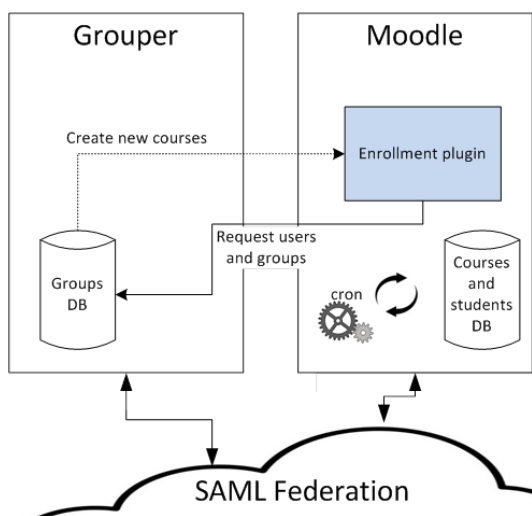 Grouper
Moodle
Create new courses
Enrollment plugin
Request users
and groups
Groups
DB
cron
Courses
and
students
DB
SAML Federation